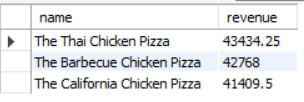 name revenue
The Thai Chicken Pizza 43434.25
The Barbecue Chicken Pizza 42768
The California Chicken Pizza 41409.5